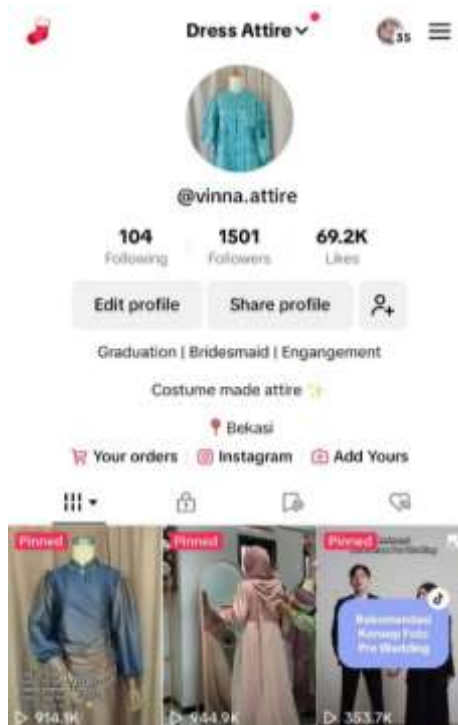 Dress Attire
35
@vinna.attire
104 1501 69.2K
Following Followers Likes
Edit profile Share profile
Graduation | Bridesmaid | Engangement
Costume made attire ✨
📍 Bekasi
Your orders Instagram Add Yours
Pinned Pinned Pinned
Rekomendasi
Konsep Foto
Pre Wedding
914.1K 944.9K 353.7K